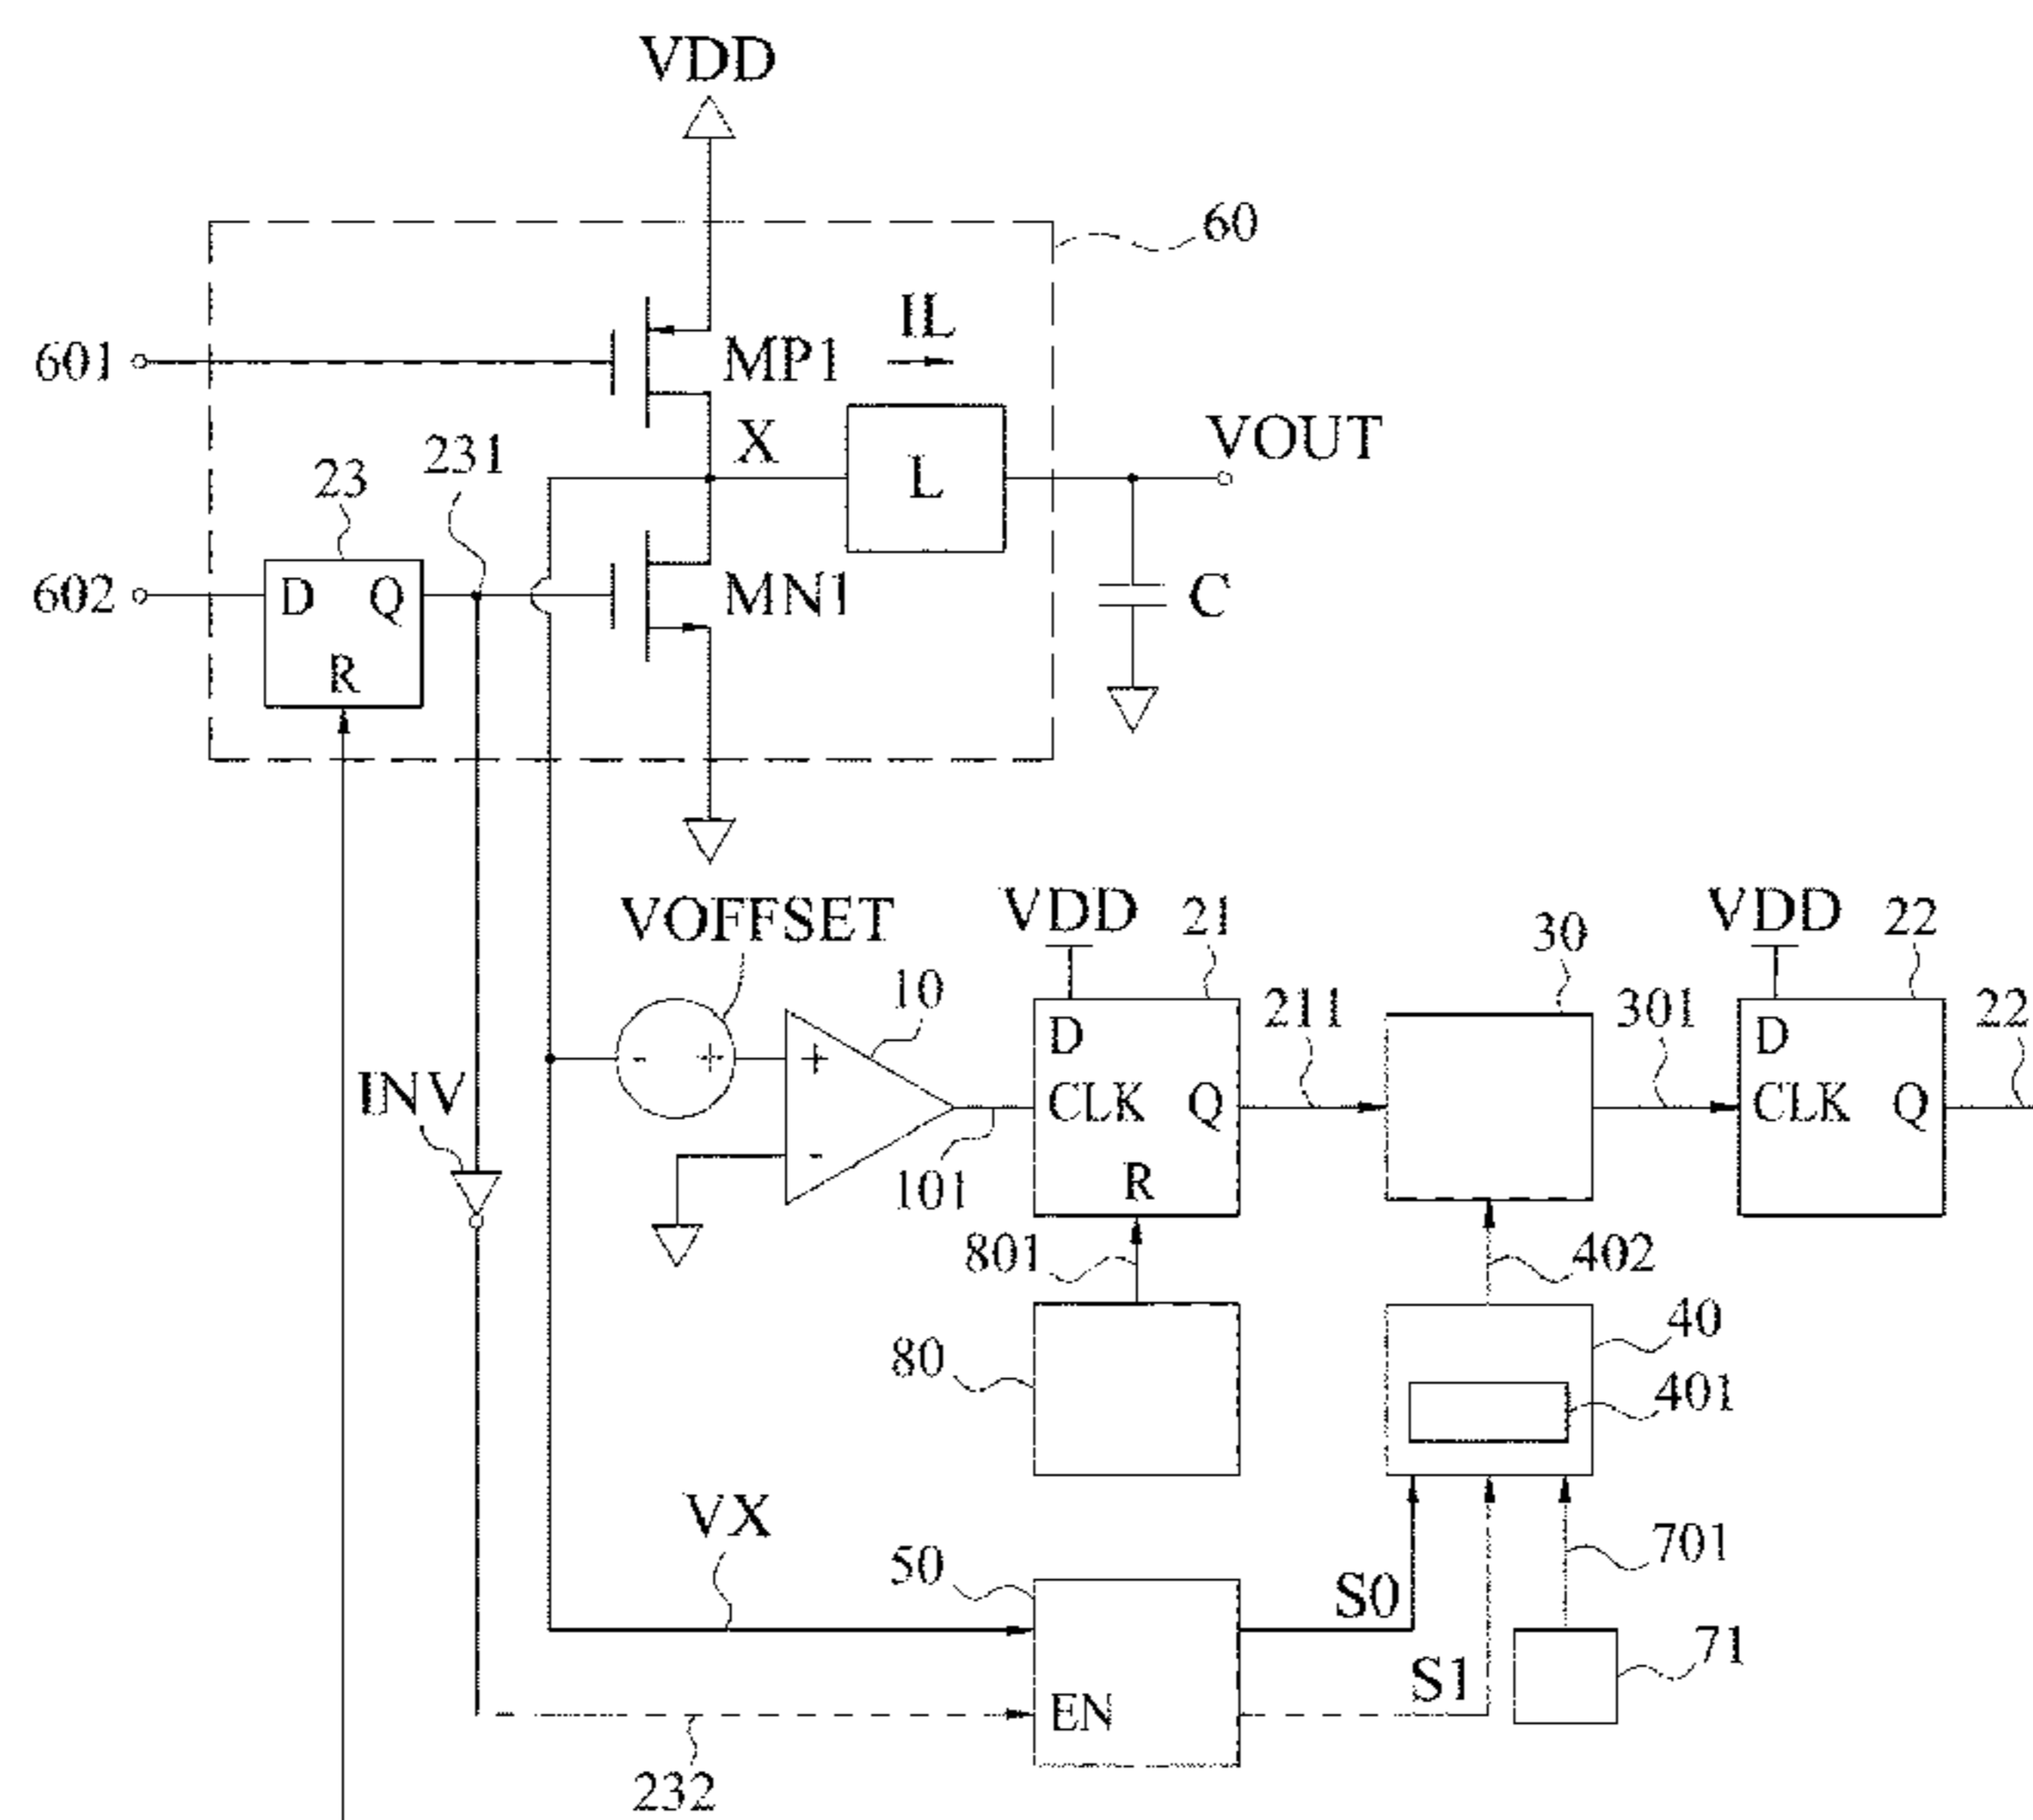 VDD
60
601
MP1
IL
X
VOUT
23
231
L
602
D
Q
R
MN1
C
VOFFSET
VDD
21
VDD
22
10
30
211
301
22
INV
-
+
+
-
D
CLK
Q
R
D
CLK
Q
101
801
402
80
40
401
VX
50
S0
701
S1
71
EN
232